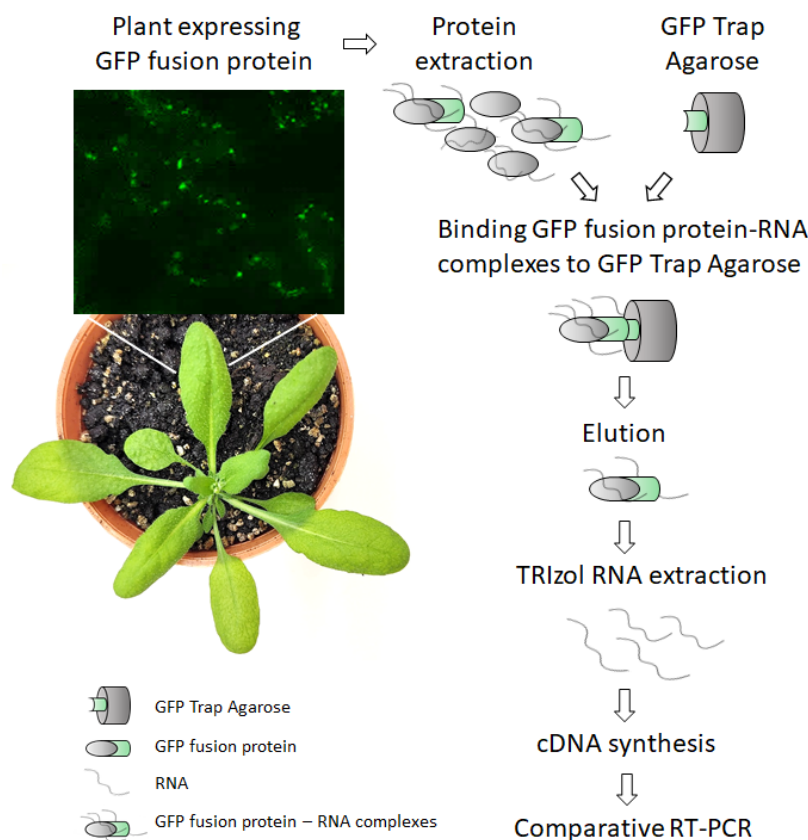 Plant expressing
GFP fusion protein
Protein
extraction
GFP Trap
Agarose
Binding GFP fusion protein-RNA
complexes to GFP Trap Agarose
Elution
TRIzol RNA extraction
cDNA synthesis
Comparative RT-PCR
GFP Trap Agarose
GFP fusion protein
RNA
GFP fusion protein – RNA complexes